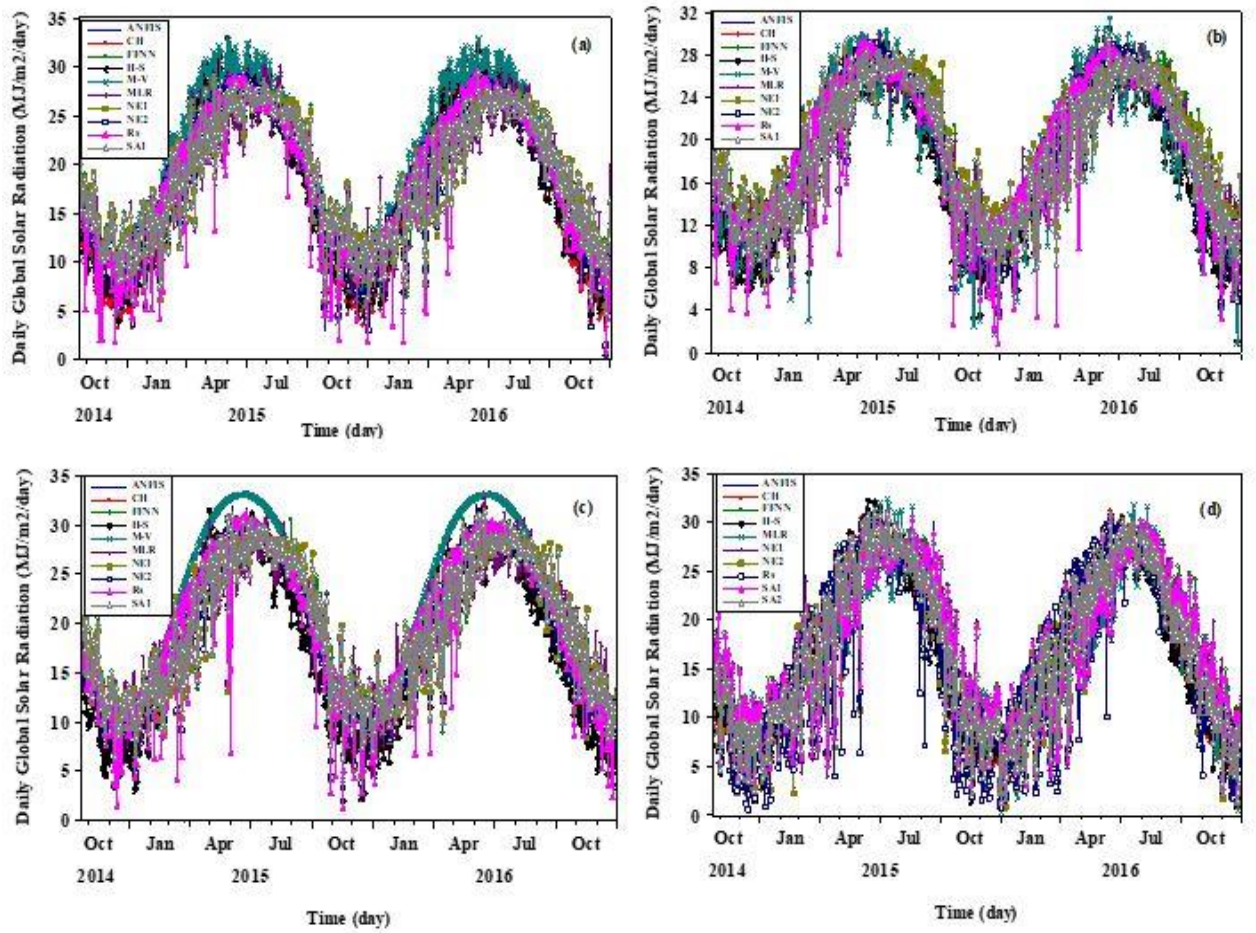 Daily Global Solar Radiation (MJ/m2/day)
35
30
25
20
15
10
5
0
ANFIS
CH
FFNN
H-S
M-V
MLR
NE1
NE2
Rs
SA1
(a)
Oct Jan Apr Jul Oct Jan Apr Jul Oct
2014 2015 2016
Time (day)
Daily Global Solar Radiation (MJ/m2/day)
32
28
24
20
16
12
8
4
0
ANFIS
CH
FFNN
H-S
M-V
MLR
NE1
NE2
Rs
SA1
(b)
Oct Jan Apr Jul Oct Jan Apr Jul Oct
2014 2015 2016
Time (day)
Daily Global Solar Radiation (MJ/m2/day)
35
30
25
20
15
10
5
0
ANFIS
CH
FFNN
H-S
M-V
MLR
NE1
NE2
Rs
SA1
(c)
Oct Jan Apr Jul Oct Jan Apr Jul Oct
2014 2015 2016
Time (day)
Daily Global Solar Radiation (MJ/m2/day)
35
30
25
20
15
10
5
0
ANFIS
CH
FFNN
H-S
MLR
NE1
NE2
Rs
SA1
SA2
(d)
Oct Jan Apr Jul Oct Jan Apr Jul Oct
2014 2015 2016
Time (day)